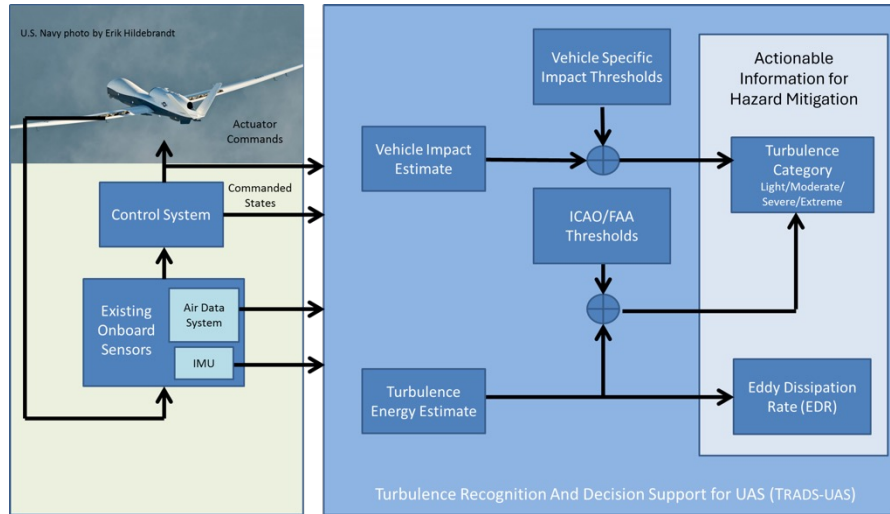 U.S. Navy photo by Erik Hildebrandt
Actuator
Commands
Commanded
States
Control System
Existing
Onboard
Sensors
Air Data
System
IMU
Vehicle Specific
Impact Thresholds
Vehicle Impact
Estimate
ICAO/FAA
Thresholds
Turbulence
Energy Estimate
Actionable
Information for
Hazard Mitigation
Turbulence
Category
Light/Moderate/
Severe/Extreme
Eddy Dissipation
Rate (EDR)
Turbulence Recognition And Decision Support for UAS (TRADS-UAS)